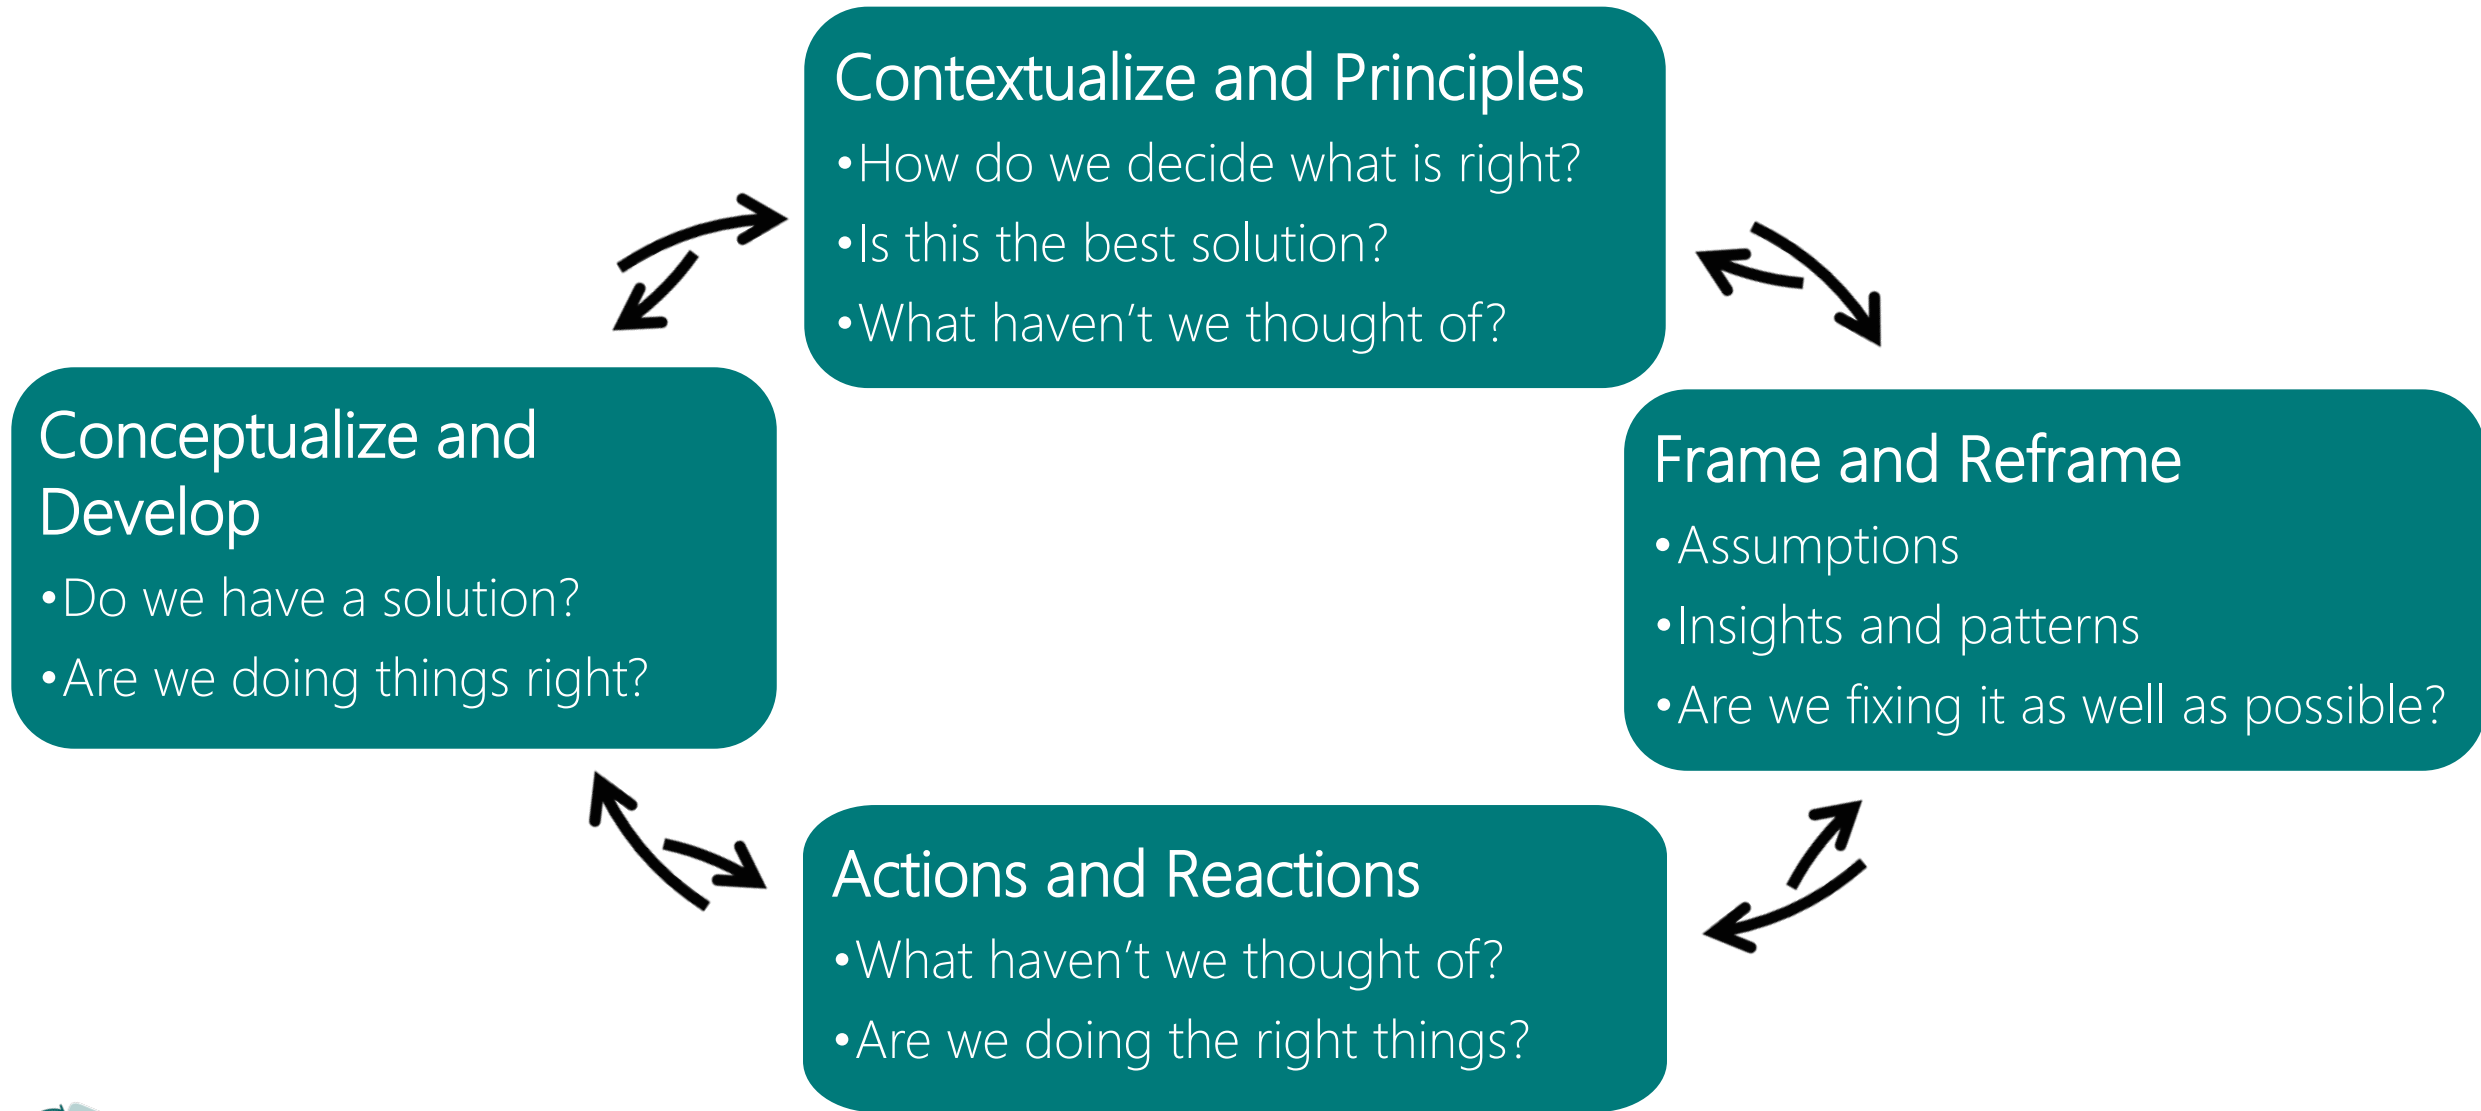 Contextualize and Principles
•How do we decide what is right?
•Is this the best solution?
•What haven’t we thought of?
Conceptualize and
Develop
•Do we have a solution?
•Are we doing things right?
Frame and Reframe
•Assumptions
•Insights and patterns
•Are we fixing it as well as possible?
Actions and Reactions
•What haven’t we thought of?
•Are we doing the right things?